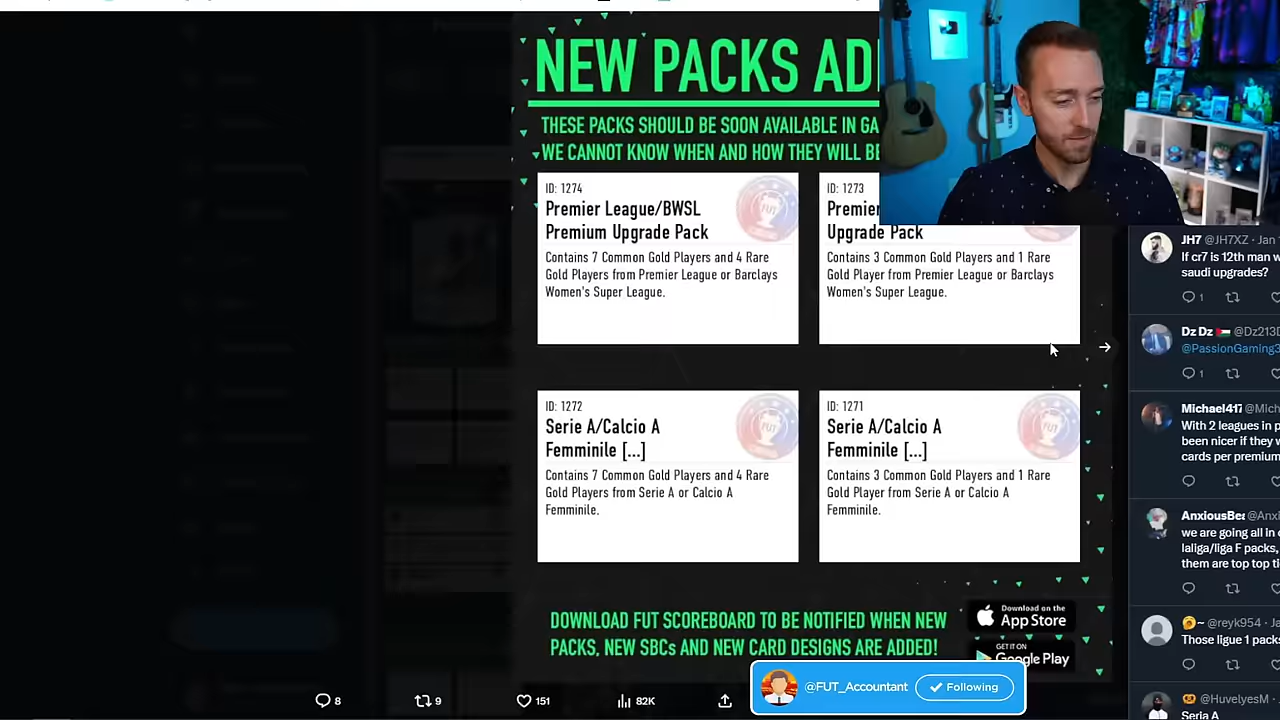 NEW PACKS AD
THESE PACKS SHOULD BE SOON AVAILABLE IN GA
WE CANNOT KNOW WHEN AND HOW THEY WILL BE
ID: 1274
Premier League/BWSL
Premium Upgrade Pack
Contains 7 Common Gold Players and 4 Rare
Gold Players from Premier League or Barclays
Women's Super League.
FUT
ID: 1273
Premier
Upgrade Pack
Contains 3 Common Gold Players and 1 Rare
Gold Player from Premier League or Barclays
Women's Super League.
ID: 1272
Serie A/Calcio A
Femminile [...]
Contains 7 Common Gold Players and 4 Rare
Gold Players from Serie A or Calcio A
Femminile.
FUT
ID: 1271
Serie A/Calcio A
Femminile [...]
Contains 3 Common Gold Players and 1 Rare
Gold Player from Serie A or Calcio A
Femminile.
FUT
DOWNLOAD FUT SCOREBOARD TO BE NOTIFIED WHEN NEW
PACKS, NEW SBCs AND NEW CARD DESIGNS ARE ADDED!
Download on the
App Store
GET IT ON
Google Play
@FUT_Accountant
Following
8
9
151
82K
JH7 @JH7XZ · Jan
If cr7 is 12th man w
saudi upgrades?
1
Dz Dz @Dz213D
@PassionGaming3
1
Michael417 @Mich
With 2 leagues in p
been nicer if they w
cards per premium
AnxiousBe @Anxi
we are going all in o
laliga/liga F packs,
them are top top ti
~ @reyk954 · Ja
Those ligue 1 packs
@HuvelyesM ·
Serie A